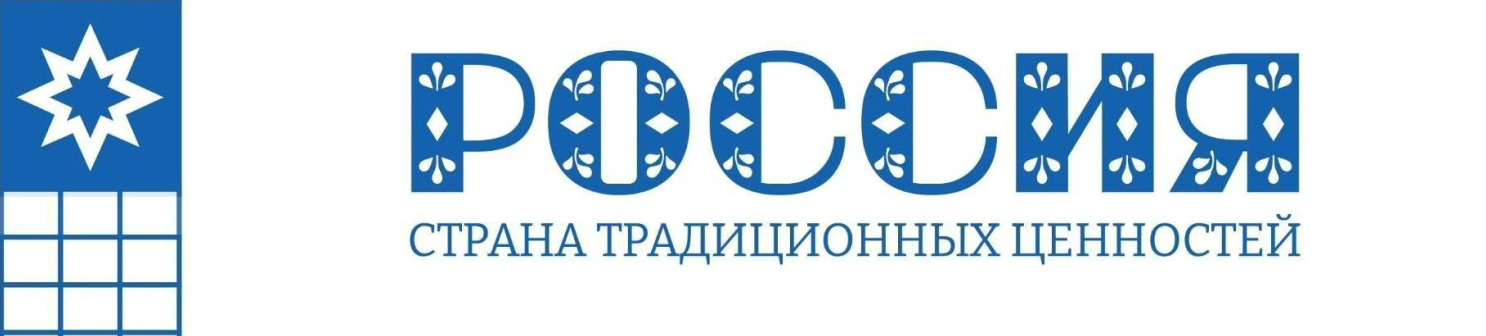 РОССИЯ
СТРАНА ТРАДИЦИОННЫХ ЦЕННОСТЕЙ